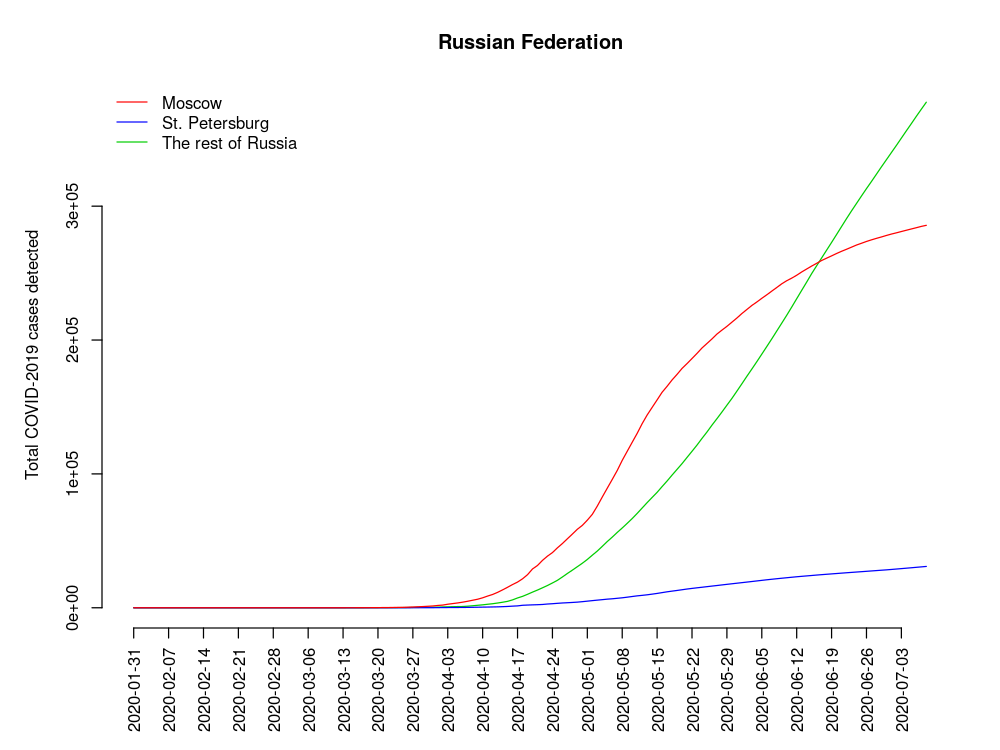 Russian Federation
Moscow
St. Petersburg
The rest of Russia
Total COVID-2019 cases detected
3e+05
2e+05
1e+05
0e+00
2020-01-31
2020-02-07
2020-02-14
2020-02-21
2020-02-28
2020-03-06
2020-03-13
2020-03-20
2020-03-27
2020-04-03
2020-04-10
2020-04-17
2020-04-24
2020-05-01
2020-05-08
2020-05-15
2020-05-22
2020-05-29
2020-06-05
2020-06-12
2020-06-19
2020-06-26
2020-07-03